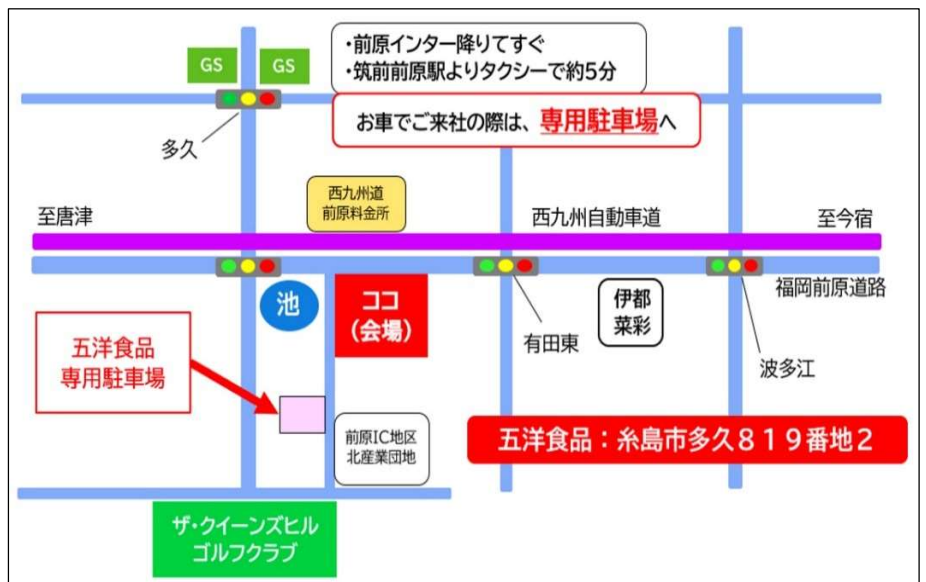 ・前原インター降りてすぐ
・筑前前原駅よりタクシーで約5分
GS
GS
お車でご来社の際は、専用駐車場へ
多久
西九州道
前原料金所
至唐津
西九州自動車道
至今宿
池
ココ
（会場）
伊都
菜彩
福岡前原道路
有田東
波多江
五洋食品
専用駐車場
前原IC地区
北産業団地
五洋食品：糸島市多久８１９番地２
ザ・クイーンズヒル
ゴルフクラブ